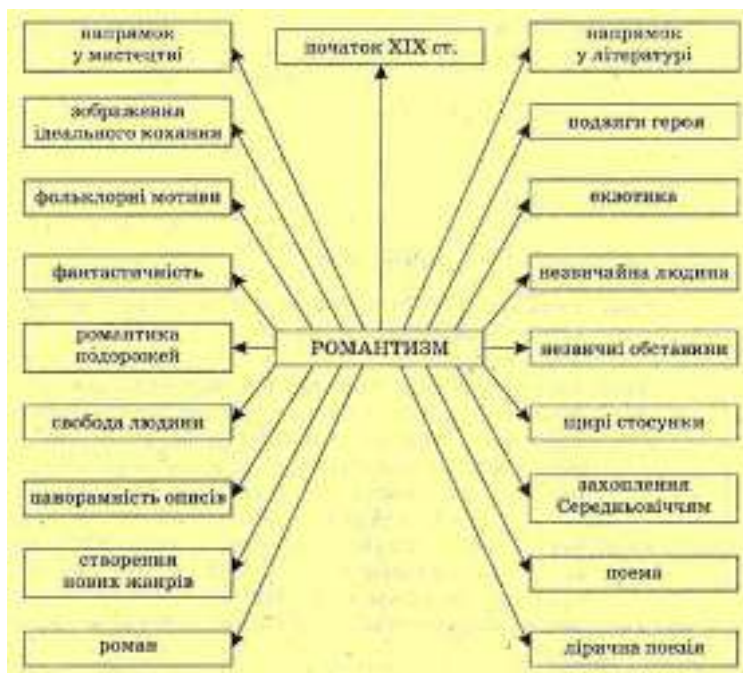 напрямок
у мистецтві
початок XIX ст.
напрямок
у літературі
зображення
ідеального кохання
подвиги героя
фольклорні мотиви
екзотика
фантастичність
незвичайна людина
романтика
подорожей
РОМАНТИЗМ
незвичні обставини
свобода людини
щирі стосунки
панорамність описів
захоплення
Середньовіччям
створення
нових жанрів
поема
роман
лірична поезія